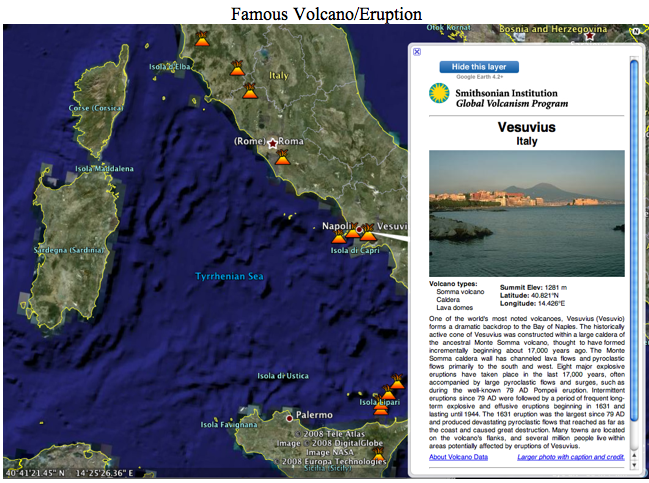 Famous Volcano/Eruption
Otok Kornat
Bosnia and Herzegovina
N
Isola d'Elba
Italy
Corse (Corsica)
(Rome) Roma
Isola Maddalena
Napoli
Vesuvi
Isola di Capri
Sardegna (Sardinia)
Tyrrhenian Sea
Isola di Ustica
Isola Lipari
Palermo
Isola Favignana
© 2008 Tele Atlas
Image © 2008 DigitalGlobe
Image NASA
© 2008 Europa Technologies
Sicilia (Sicily)
40°41'21.45" N 14°25'26.36" E
Hide this layer
Google Earth 4.2+
Smithsonian Institution
Global Volcanism Program
Vesuvius
Italy
Volcano types:
Somma volcano
Caldera
Lava domes
Summit Elev: 1281 m
Latitude: 40.821°N
Longitude: 14.426°E
One of the world's most noted volcanoes, Vesuvius (Vesuvio)
forms a dramatic backdrop to the Bay of Naples. The historically
active cone of Vesuvius was constructed within a large caldera of
the ancestral Monte Somma volcano, thought to have formed
incrementally beginning about 17,000 years ago. The Monte
Somma caldera wall has channeled lava flows and pyroclastic
flows primarily to the south and west. Eight major explosive
eruptions have taken place in the last 17,000 years, often
accompanied by large pyroclastic flows and surges, such as
during the well-known 79 AD Pompeii eruption. Intermittent
eruptions since 79 AD were followed by a period of frequent long-
term explosive and effusive eruptions beginning in 1631 and
lasting until 1944. The 1631 eruption was the largest since 79 AD
and produced devastating pyroclastic flows that reached as far as
the coast and caused great destruction. Many towns are located
on the volcano's flanks, and several million people live within
areas potentially affected by eruptions of Vesuvius.
About Volcano Data
Larger photo with caption and credit.